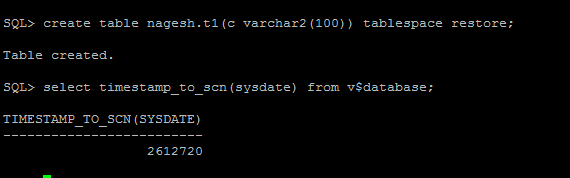 SQL> create table nagesh.t1(c varchar2(100)) tablespace restore;
Table created.
SQL> select timestamp_to_scn(sysdate) from v$database;
TIMESTAMP_TO_SCN(SYSDATE)
-------------------------
2612720